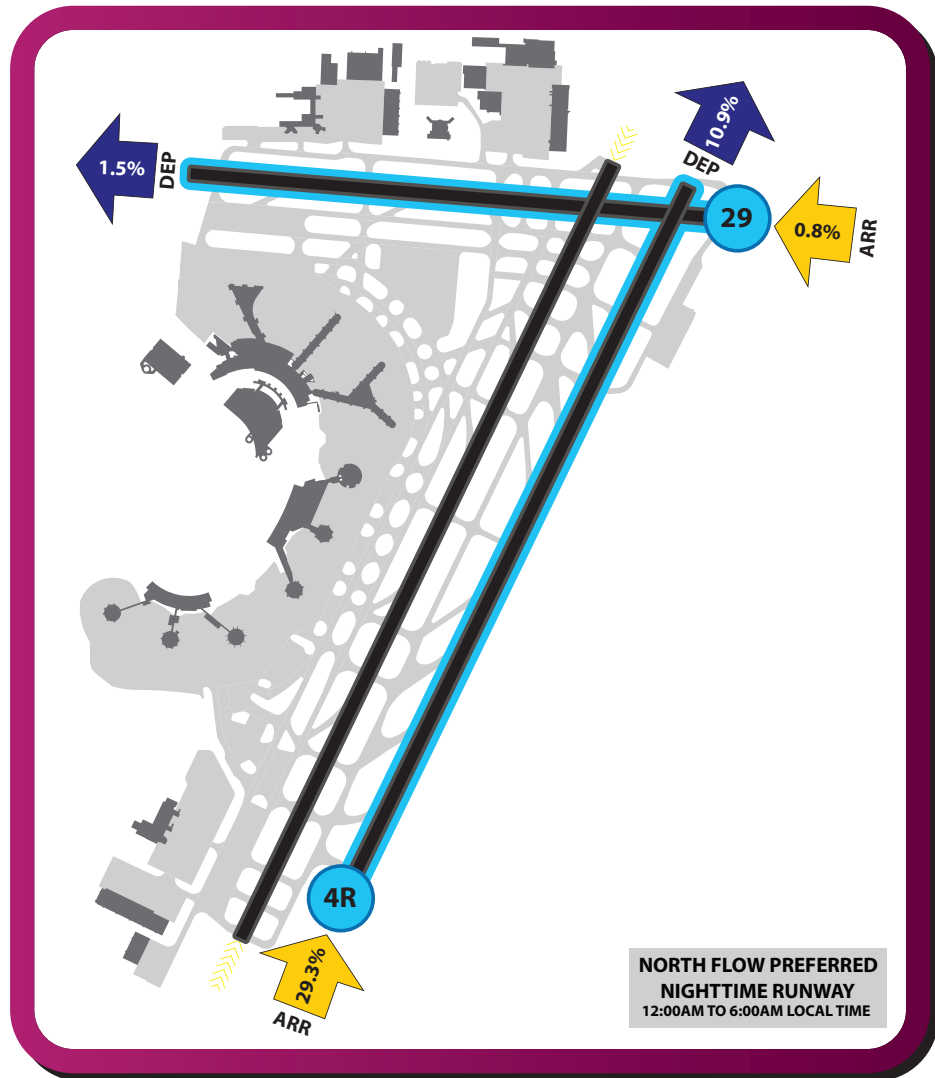 10.9%
DEP
1.5%
DEP
29
0.8%
ARR
4R
29.3%
ARR
NORTH FLOW PREFERRED
NIGHTTIME RUNWAY
12:00AM TO 6:00AM LOCAL TIME